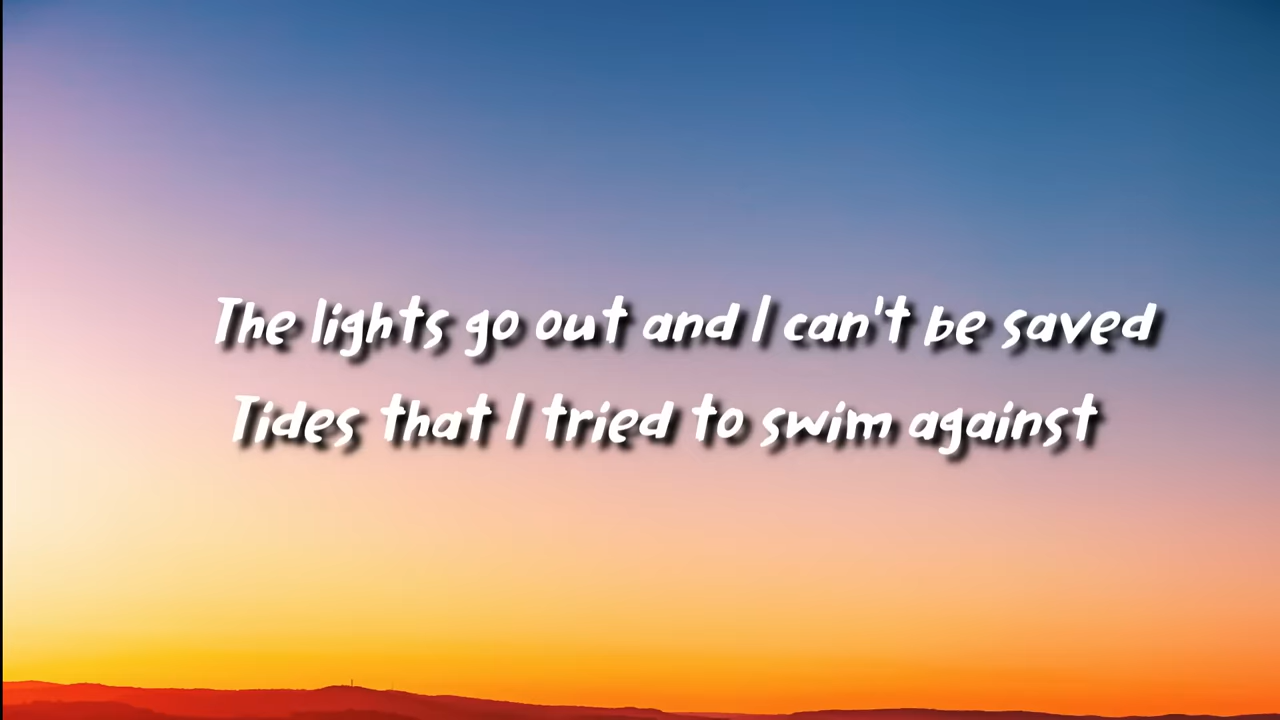 The lights go out and I can't be saved
Tides that I tried to swim against